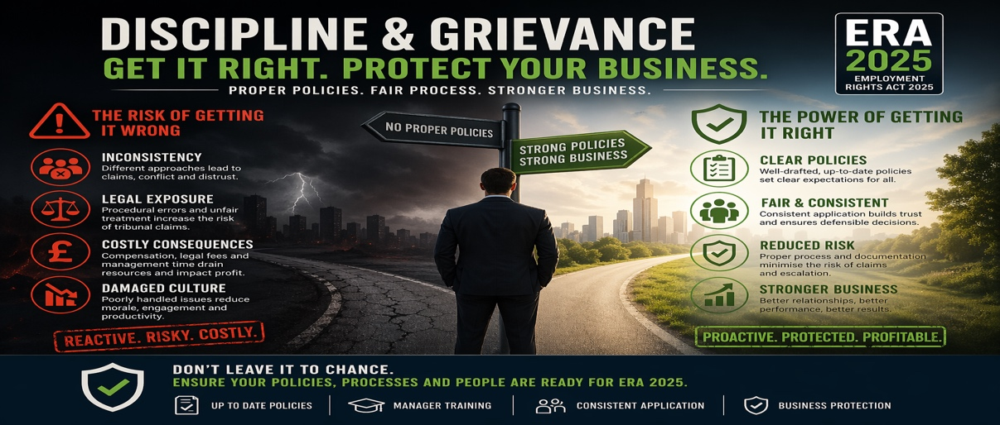 DISCIPLINE & GRIEVANCE
GET IT RIGHT. PROTECT YOUR BUSINESS.
PROPER POLICIES. FAIR PROCESS. STRONGER BUSINESS.
ERA
2025
EMPLOYMENT
RIGHTS ACT 2025
THE RISK OF GETTING
IT WRONG
INCONSISTENCY
Different approaches lead to
claims, conflict and distrust.
LEGAL EXPOSURE
Procedural errors and unfair
treatment increase the risk
of tribunal claims.
£
COSTLY CONSEQUENCES
Compensation, legal fees and
management time drain
resources and impact profit.
DAMAGED CULTURE
Poorly handled issues reduce
morale, engagement and
productivity.
REACTIVE. RISKY. COSTLY.
NO PROPER POLICIES
STRONG POLICIES
STRONG BUSINESS
THE POWER OF GETTING
IT RIGHT
CLEAR POLICIES
Well-drafted, up-to-date policies
set clear expectations for all.
FAIR & CONSISTENT
Consistent application builds trust
and ensures defensible decisions.
REDUCED RISK
Proper process and documentation
minimise the risk of claims
and escalation.
STRONGER BUSINESS
Better relationships, better
performance, better results.
PROACTIVE. PROTECTED. PROFITABLE.
DON'T LEAVE IT TO CHANCE.
ENSURE YOUR POLICIES, PROCESSES AND PEOPLE ARE READY FOR ERA 2025.
UP TO DATE POLICIES
MANAGER TRAINING
CONSISTENT APPLICATION
BUSINESS PROTECTION